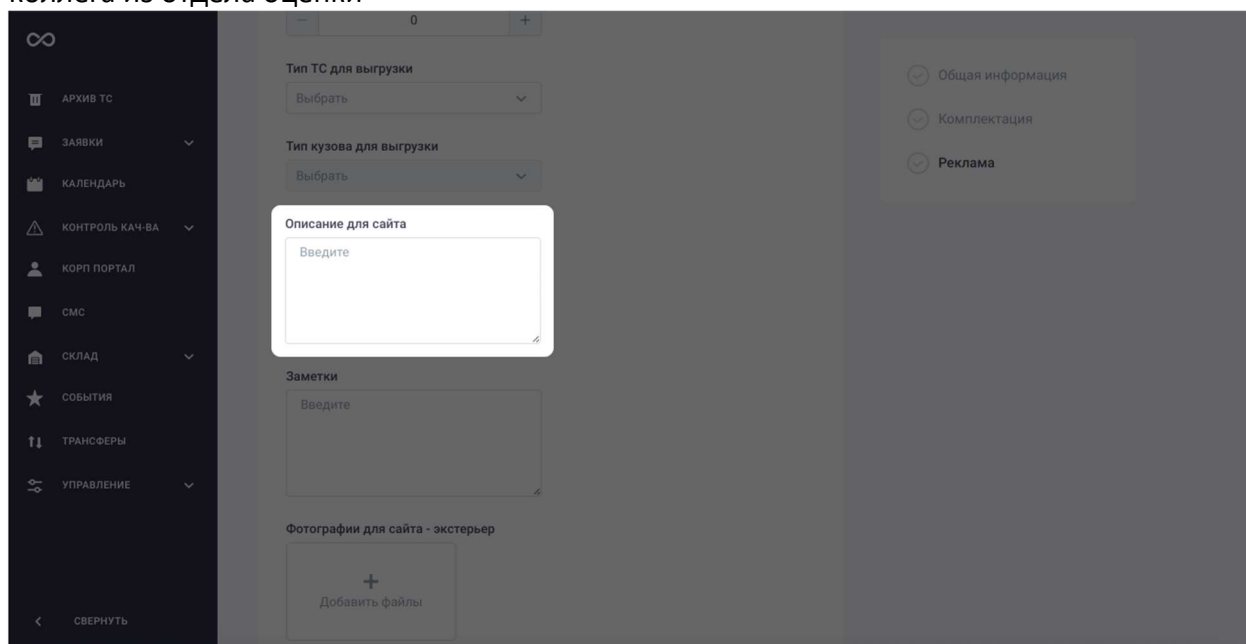 коллега из отдела оценки
0
Тип ТС для выгрузки
Выбрать
Тип кузова для выгрузки
Выбрать
Описание для сайта
Введите
Заметки
Введите
Фотографии для сайта - экстерьер
Добавить файлы
АРХИВ ТС
ЗАЯВКИ
КАЛЕНДАРЬ
КОНТРОЛЬ КАЧ-ВА
КОРП ПОРТАЛ
СМС
СКЛАД
СОБЫТИЯ
ТРАНСФЕРЫ
УПРАВЛЕНИЕ
СВЕРНУТЬ
Общая информация
Комплектация
Реклама